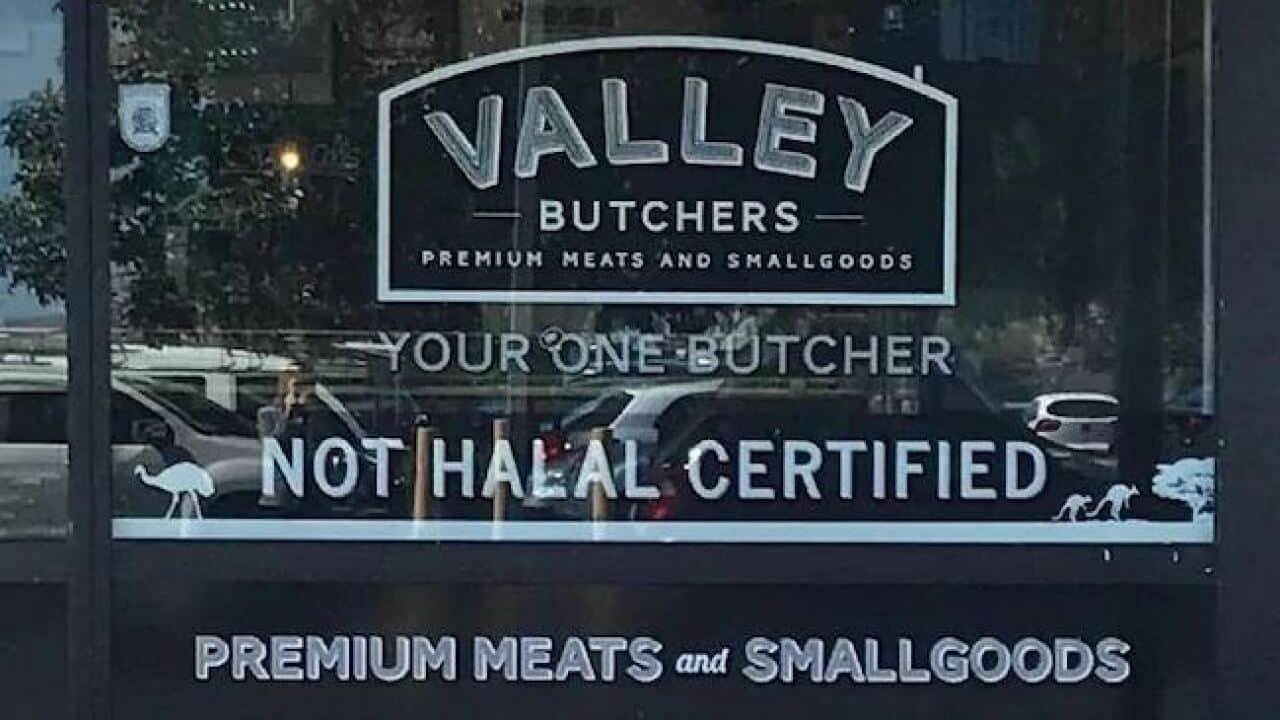 VALLEY
BUTCHERS
PREMIUM MEATS AND SMALLGOODS
YOUR ONE BUTCHER
NOT HALAL CERTIFIED
PREMIUM MEATS and SMALLGOODS